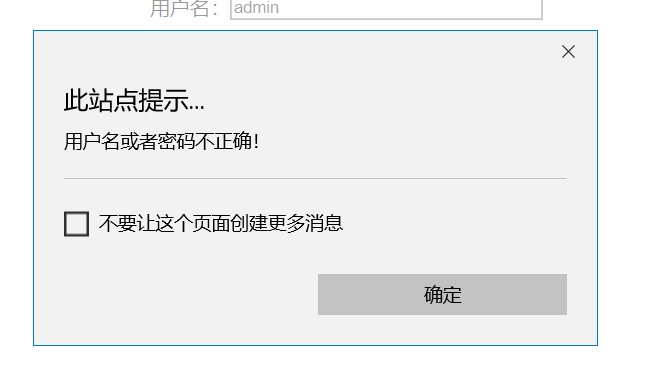 用户名： admin
此站点提示...
用户名或者密码不正确！
不要让这个页面创建更多消息
确定